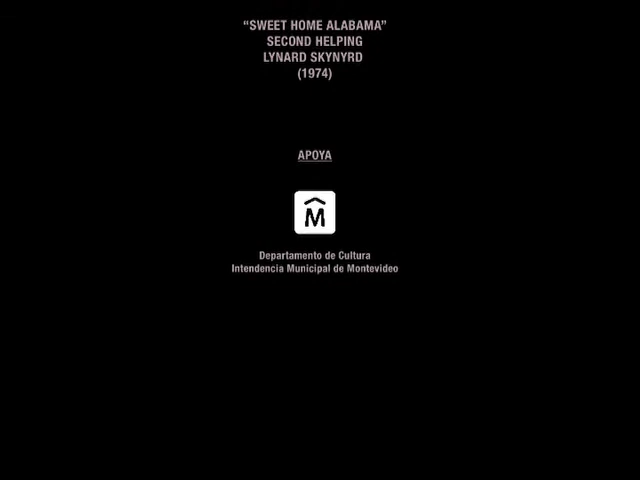 “SWEET HOME ALABAMA”
SECOND HELPING
LYNARD SKYNYRD
(1974)
APOYA
M
Departamento de Cultura
Intendencia Municipal de Montevideo